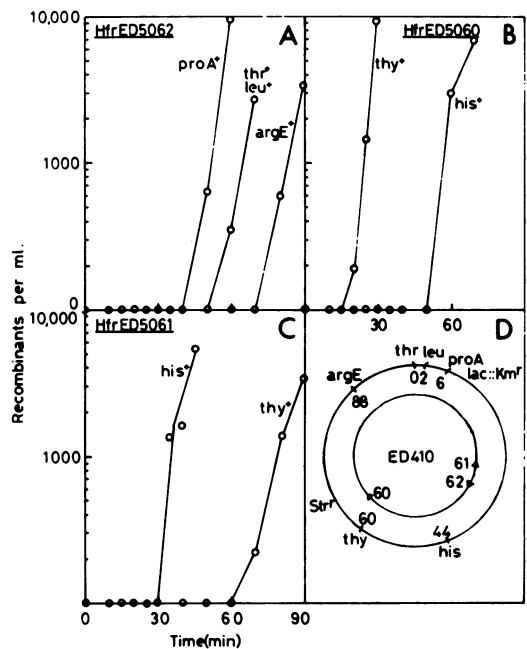 HfrED5062
A
proA+
thr+
leu+
argE+
HfrED5060
B
thy+
his+
10,000
1000
0
30
60
Recombinants per ml.
HfrED5061
C
his+
thy+
10,000
1000
0
30
60
90
Time(min)
D
thr leu
proA
lac::Kmr
argE
02
6
88
ED410
61
62
60
Strr
60
thy
44
his